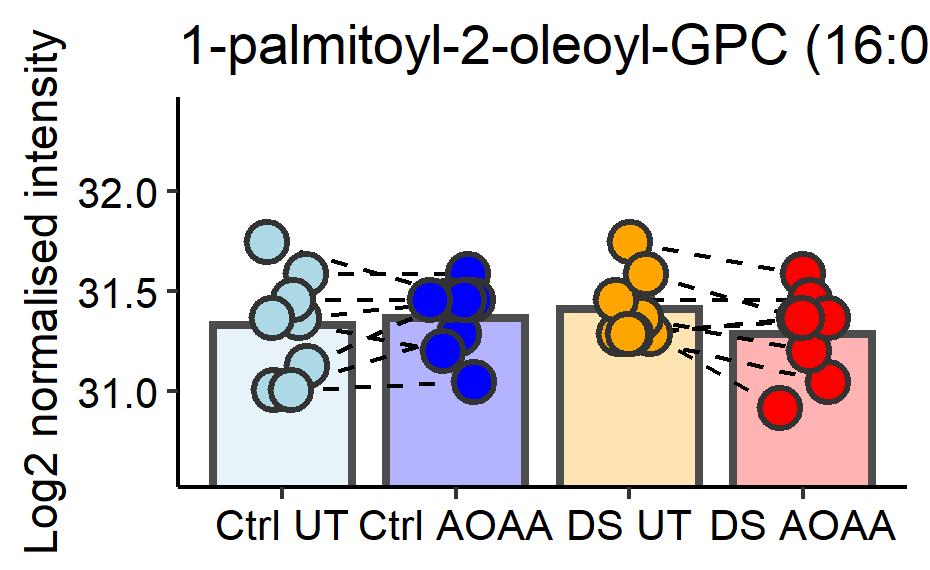 1-palmitoyl-2-oleoyl-GPC (16:0
Log2 normalised intensity
32.0
31.5
31.0
Ctrl UT Ctrl AOAA DS UT DS AOAA